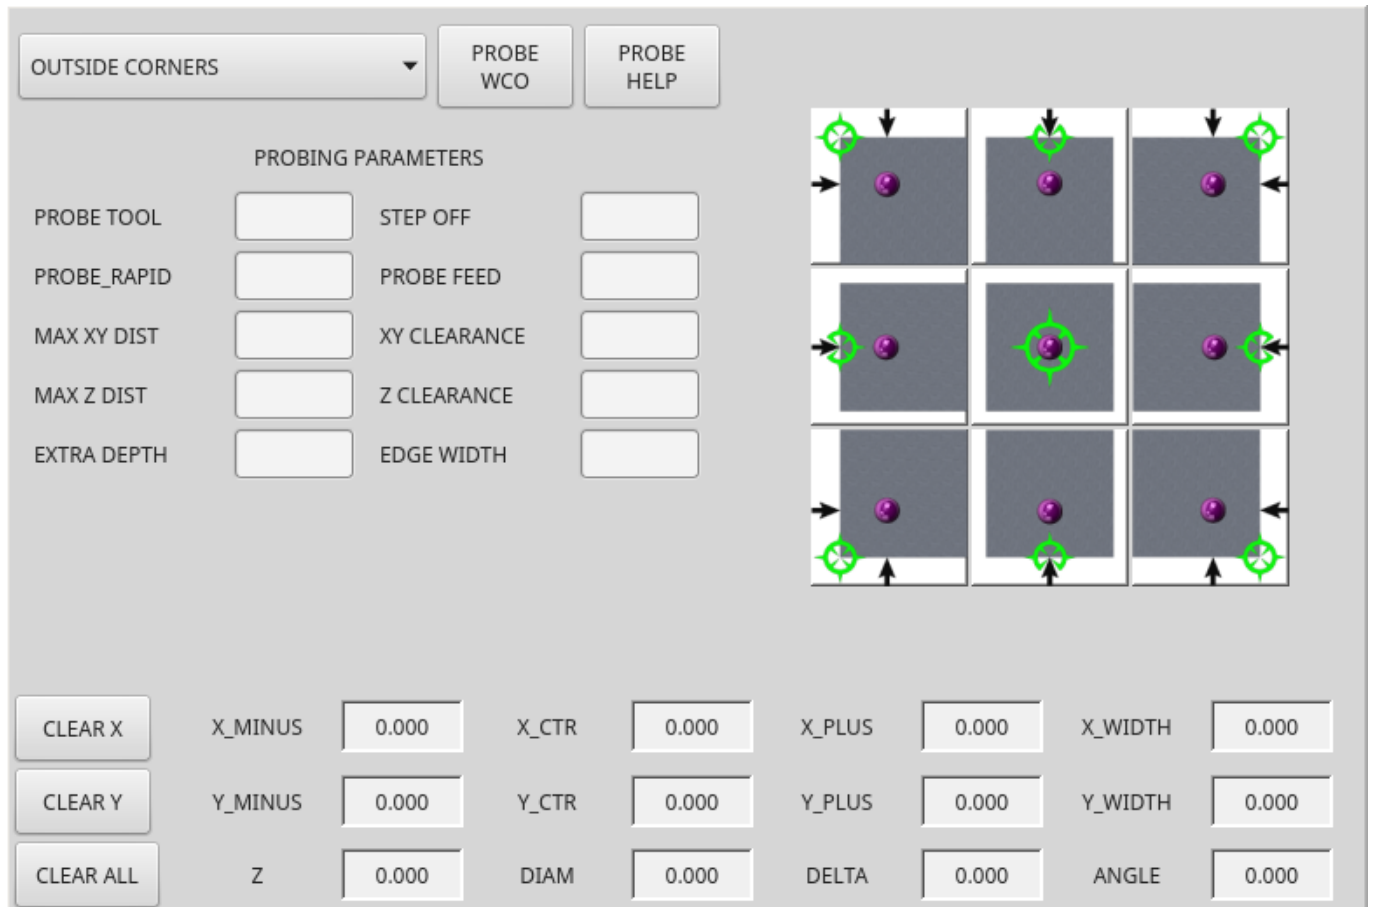 OUTSIDE CORNERS
PROBE
WCO
PROBE
HELP
PROBING PARAMETERS
PROBE TOOL
STEP OFF
PROBE_RAPID
PROBE FEED
MAX XY DIST
XY CLEARANCE
MAX Z DIST
Z CLEARANCE
EXTRA DEPTH
EDGE WIDTH
CLEAR X
X_MINUS
0.000
X_CTR
0.000
X_PLUS
0.000
X_WIDTH
0.000
CLEAR Y
Y_MINUS
0.000
Y_CTR
0.000
Y_PLUS
0.000
Y_WIDTH
0.000
CLEAR ALL
Z
0.000
DIAM
0.000
DELTA
0.000
ANGLE
0.000